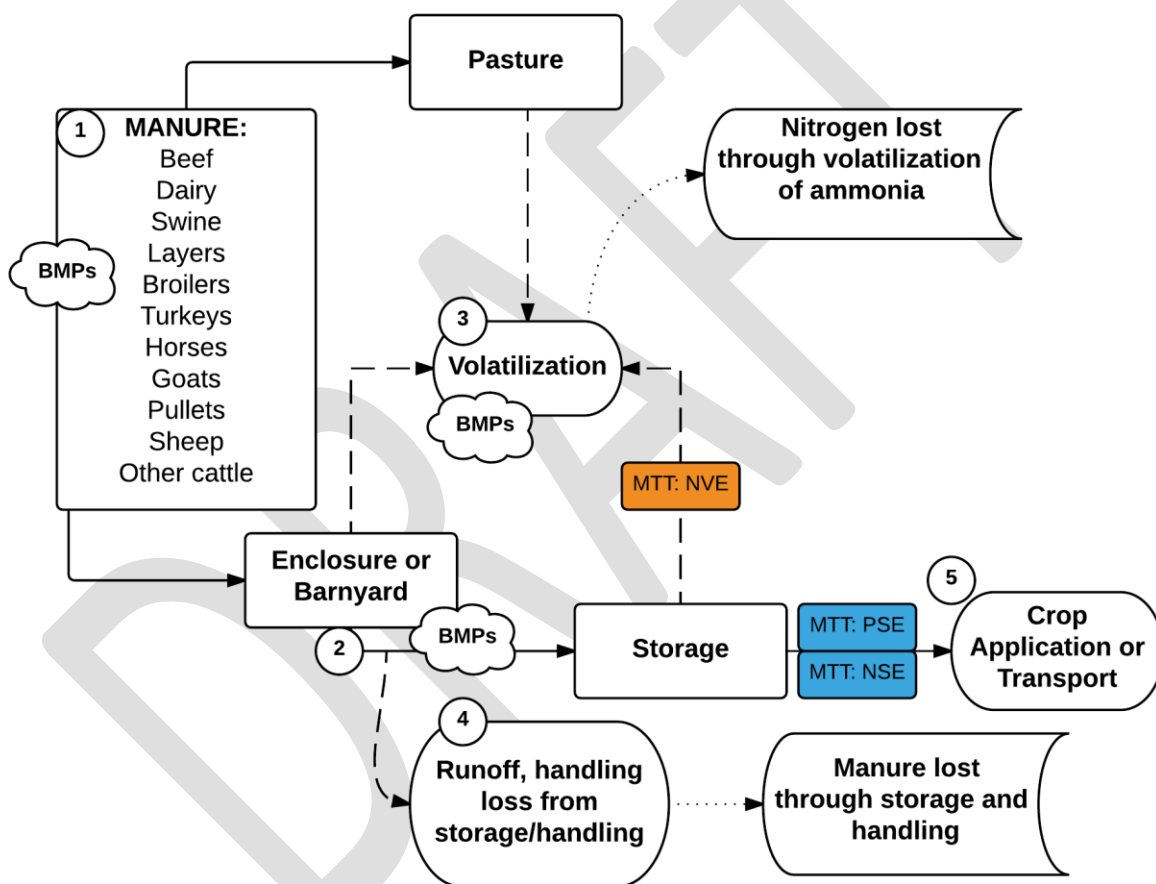 Pasture
1
MANURE:
Beef
Dairy
Swine
Layers
Broilers
Turkeys
Horses
Goats
Pullets
Sheep
Other cattle
BMPs
Nitrogen lost
through volatilization
of ammonia
3
Volatilization
BMPs
MTT: NVE
Enclosure or
Barnyard
2
BMPs
Storage
MTT: PSE
MTT: NSE
5
Crop
Application or
Transport
4
Runoff, handling
loss from
storage/handling
Manure lost
through storage and
handling
DRAFT